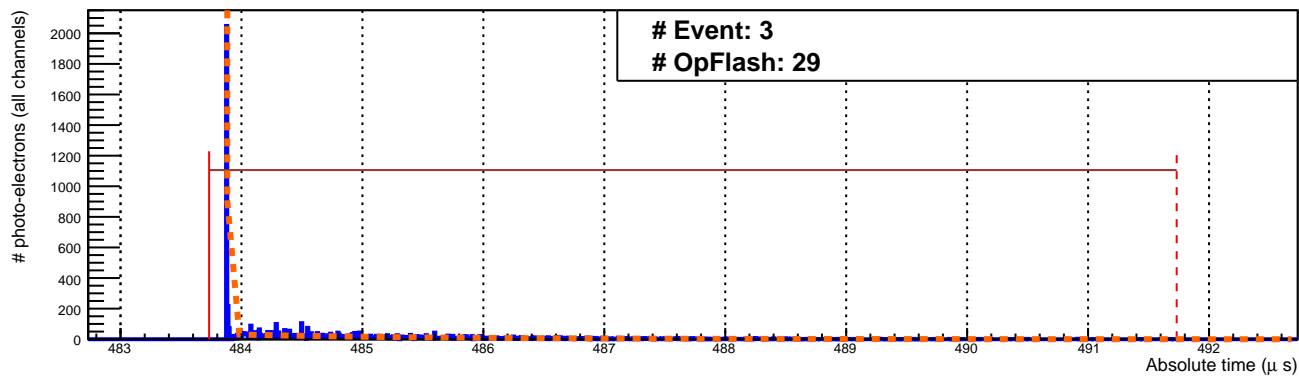 # Event: 3
# OpFlash: 29
# photo-electrons (all channels)
2000
1800
1600
1400
1200
1000
800
600
400
200
0
483 484 485 486 487 488 489 490 491 492
Absolute time (μ s)